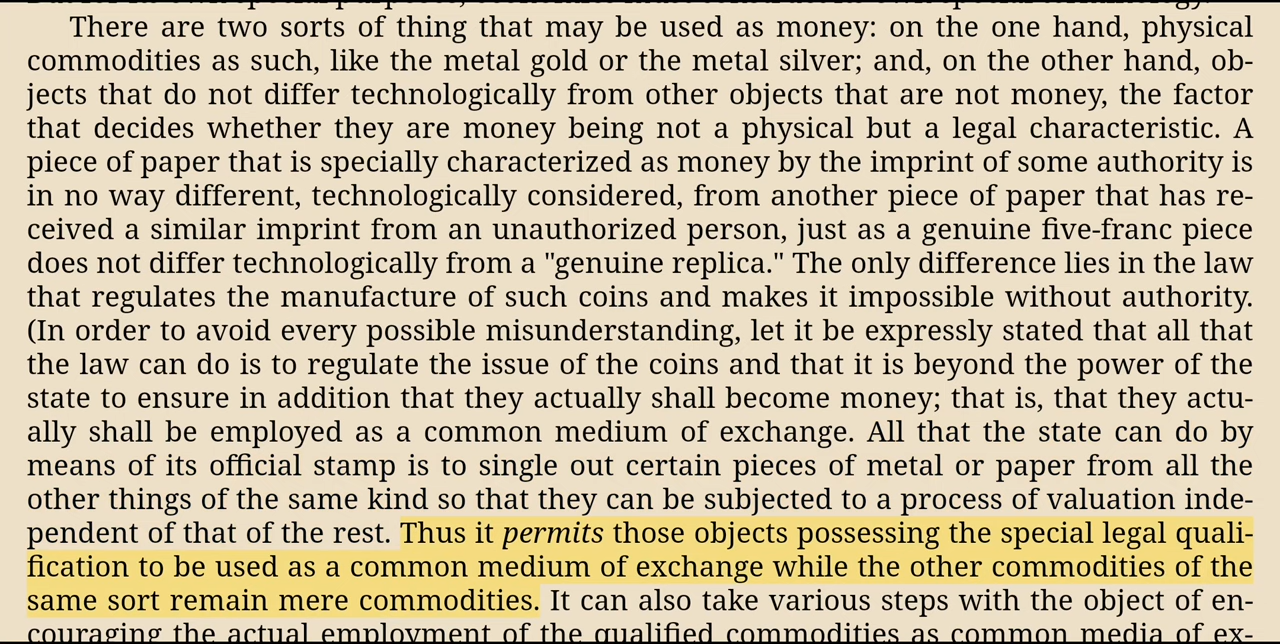 There are two sorts of thing that may be used as money: on the one hand, physical
commodities as such, like the metal gold or the metal silver; and, on the other hand, ob-
jects that do not differ technologically from other objects that are not money, the factor
that decides whether they are money being not a physical but a legal characteristic. A
piece of paper that is specially characterized as money by the imprint of some authority is
in no way different, technologically considered, from another piece of paper that has re-
ceived a similar imprint from an unauthorized person, just as a genuine five-franc piece
does not differ technologically from a "genuine replica." The only difference lies in the law
that regulates the manufacture of such coins and makes it impossible without authority.
(In order to avoid every possible misunderstanding, let it be expressly stated that all that
the law can do is to regulate the issue of the coins and that it is beyond the power of the
state to ensure in addition that they actually shall become money; that is, that they actu-
ally shall be employed as a common medium of exchange. All that the state can do by
means of its official stamp is to single out certain pieces of metal or paper from all the
other things of the same kind so that they can be subjected to a process of valuation inde-
pendent of that of the rest. Thus it permits those objects possessing the special legal quali-
fication to be used as a common medium of exchange while the other commodities of the
same sort remain mere commodities. It can also take various steps with the object of en-
couraging the actual employment of the qualified commodities as common media of ex-